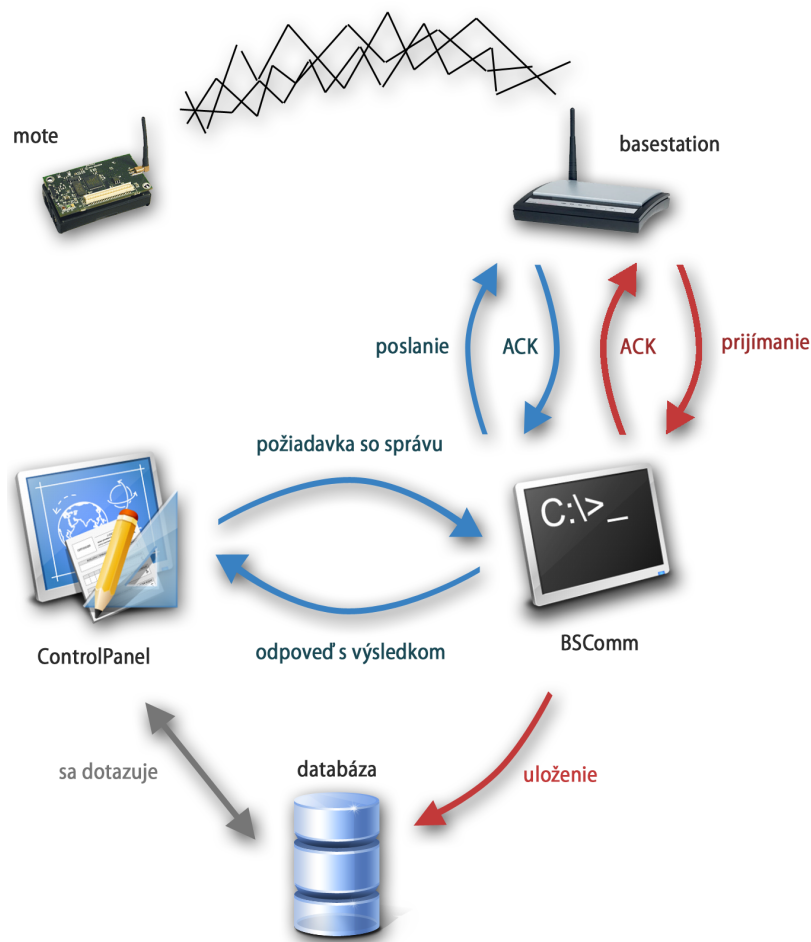 mote
basestation
poslanie
ACK
ACK
prijímanie
požiadavka so správu
C:\>_
ControlPanel
odpoveď s výsledkom
BSComm
sa dotazuje
databáza
uloženie